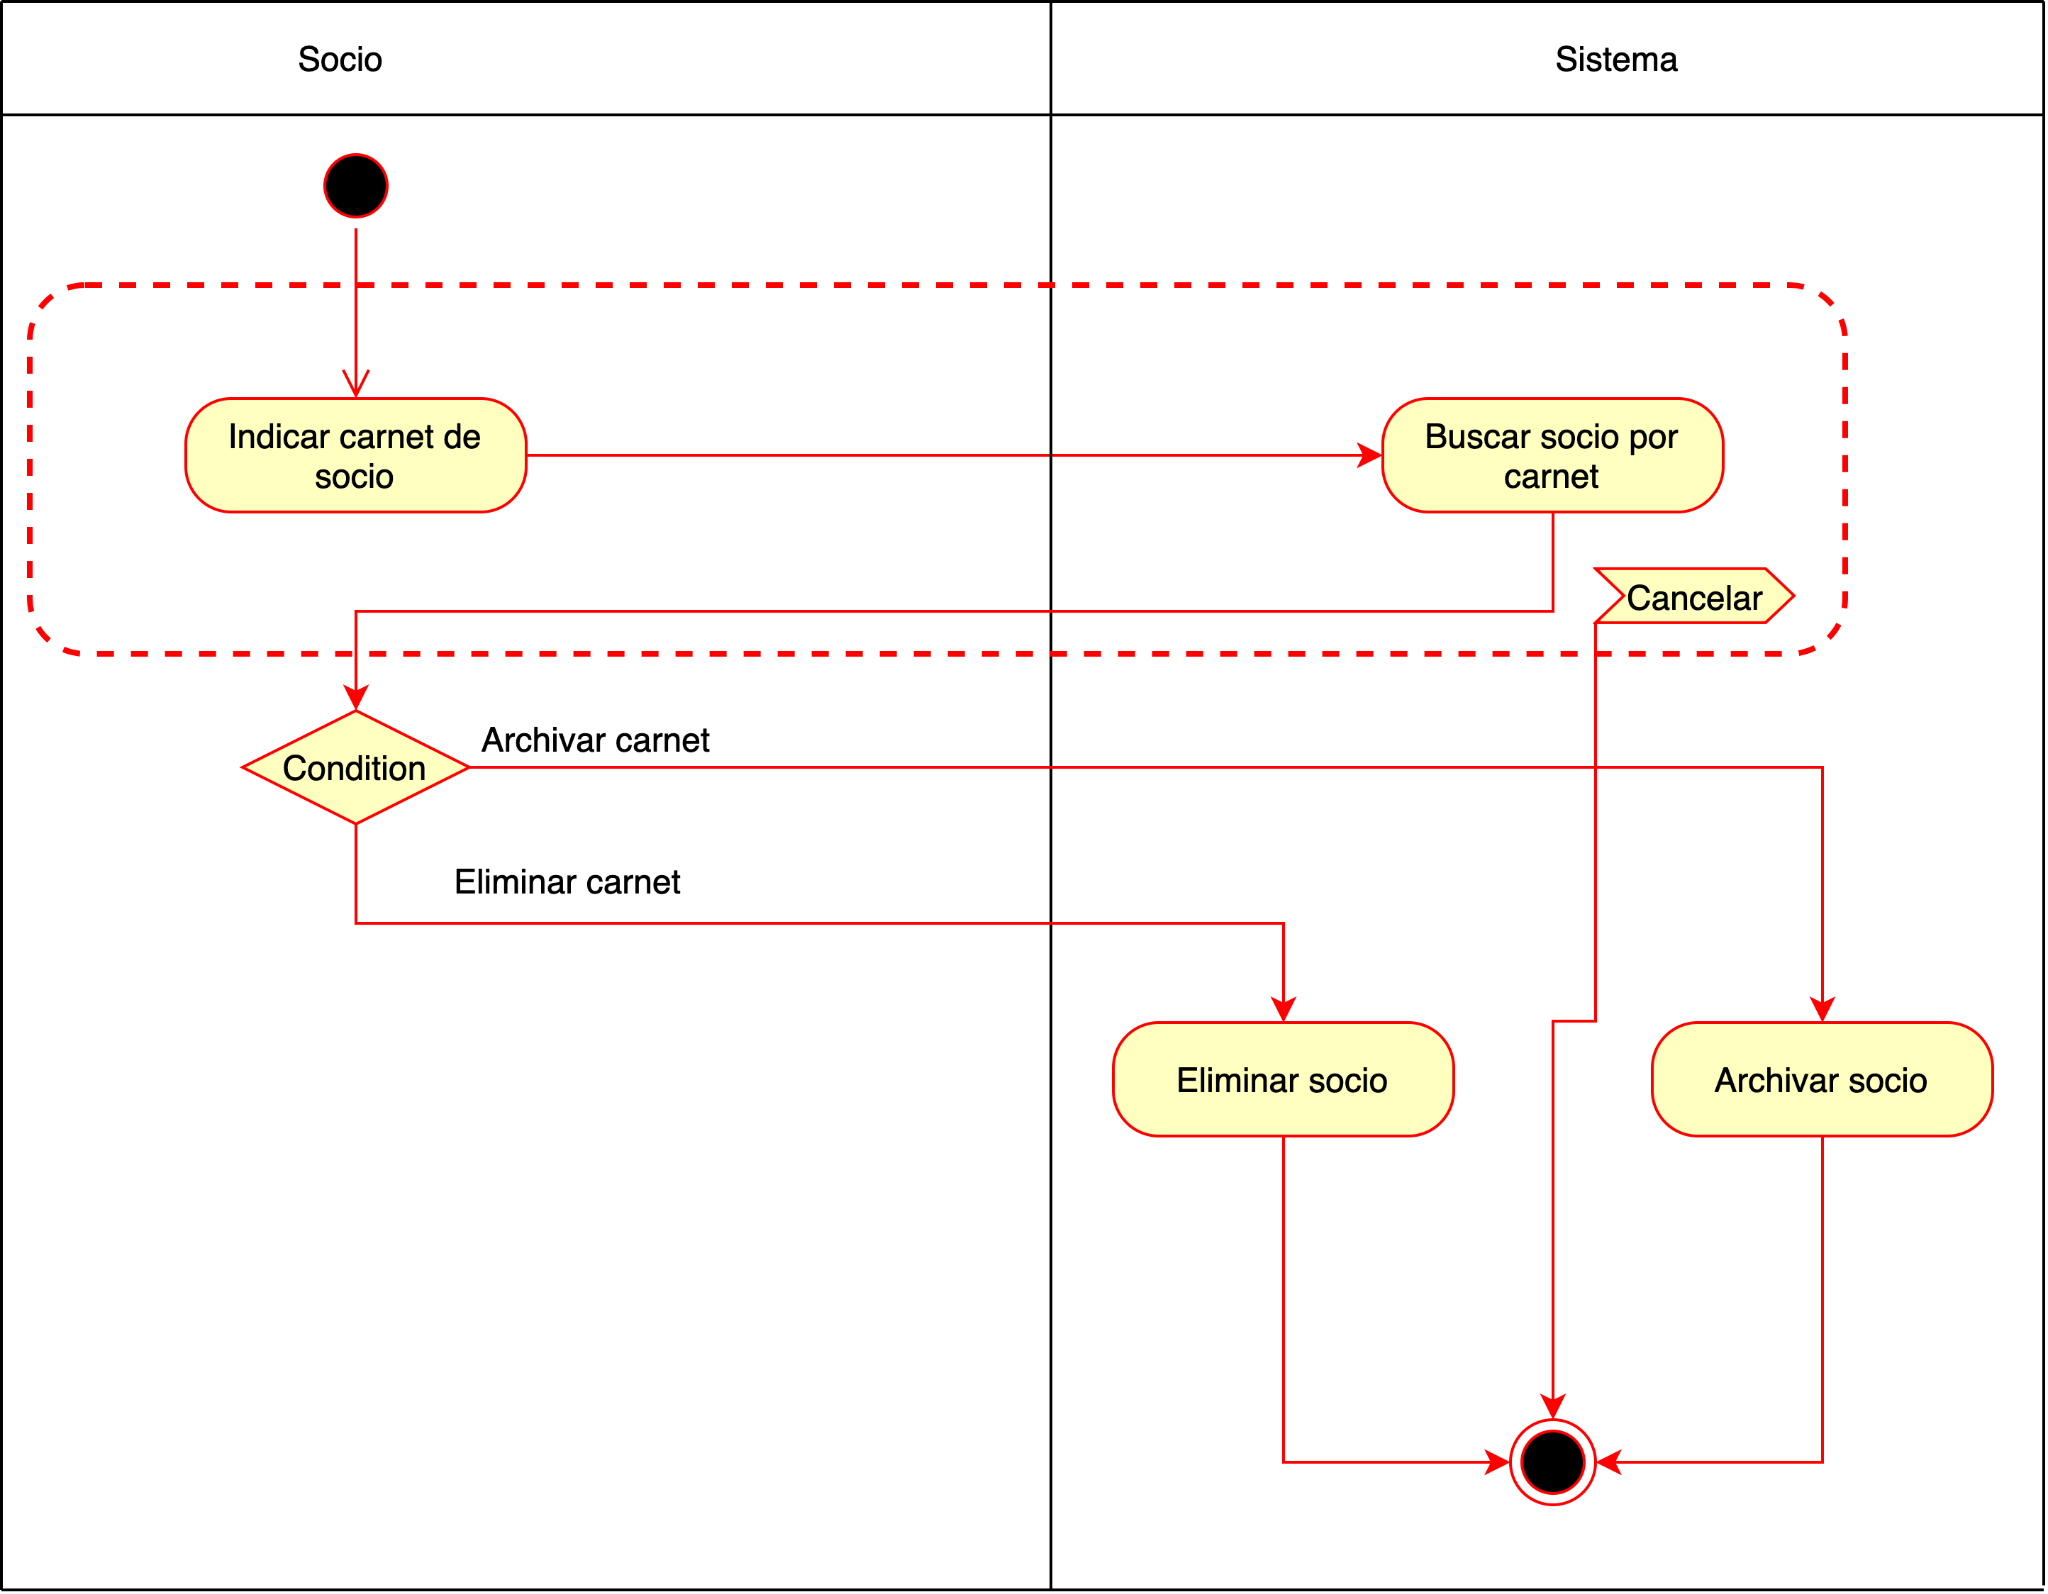 Socio
Sistema
Indicar carnet de
socio
Buscar socio por
carnet
Cancelar
Archivar carnet
Condition
Eliminar carnet
Eliminar socio
Archivar socio